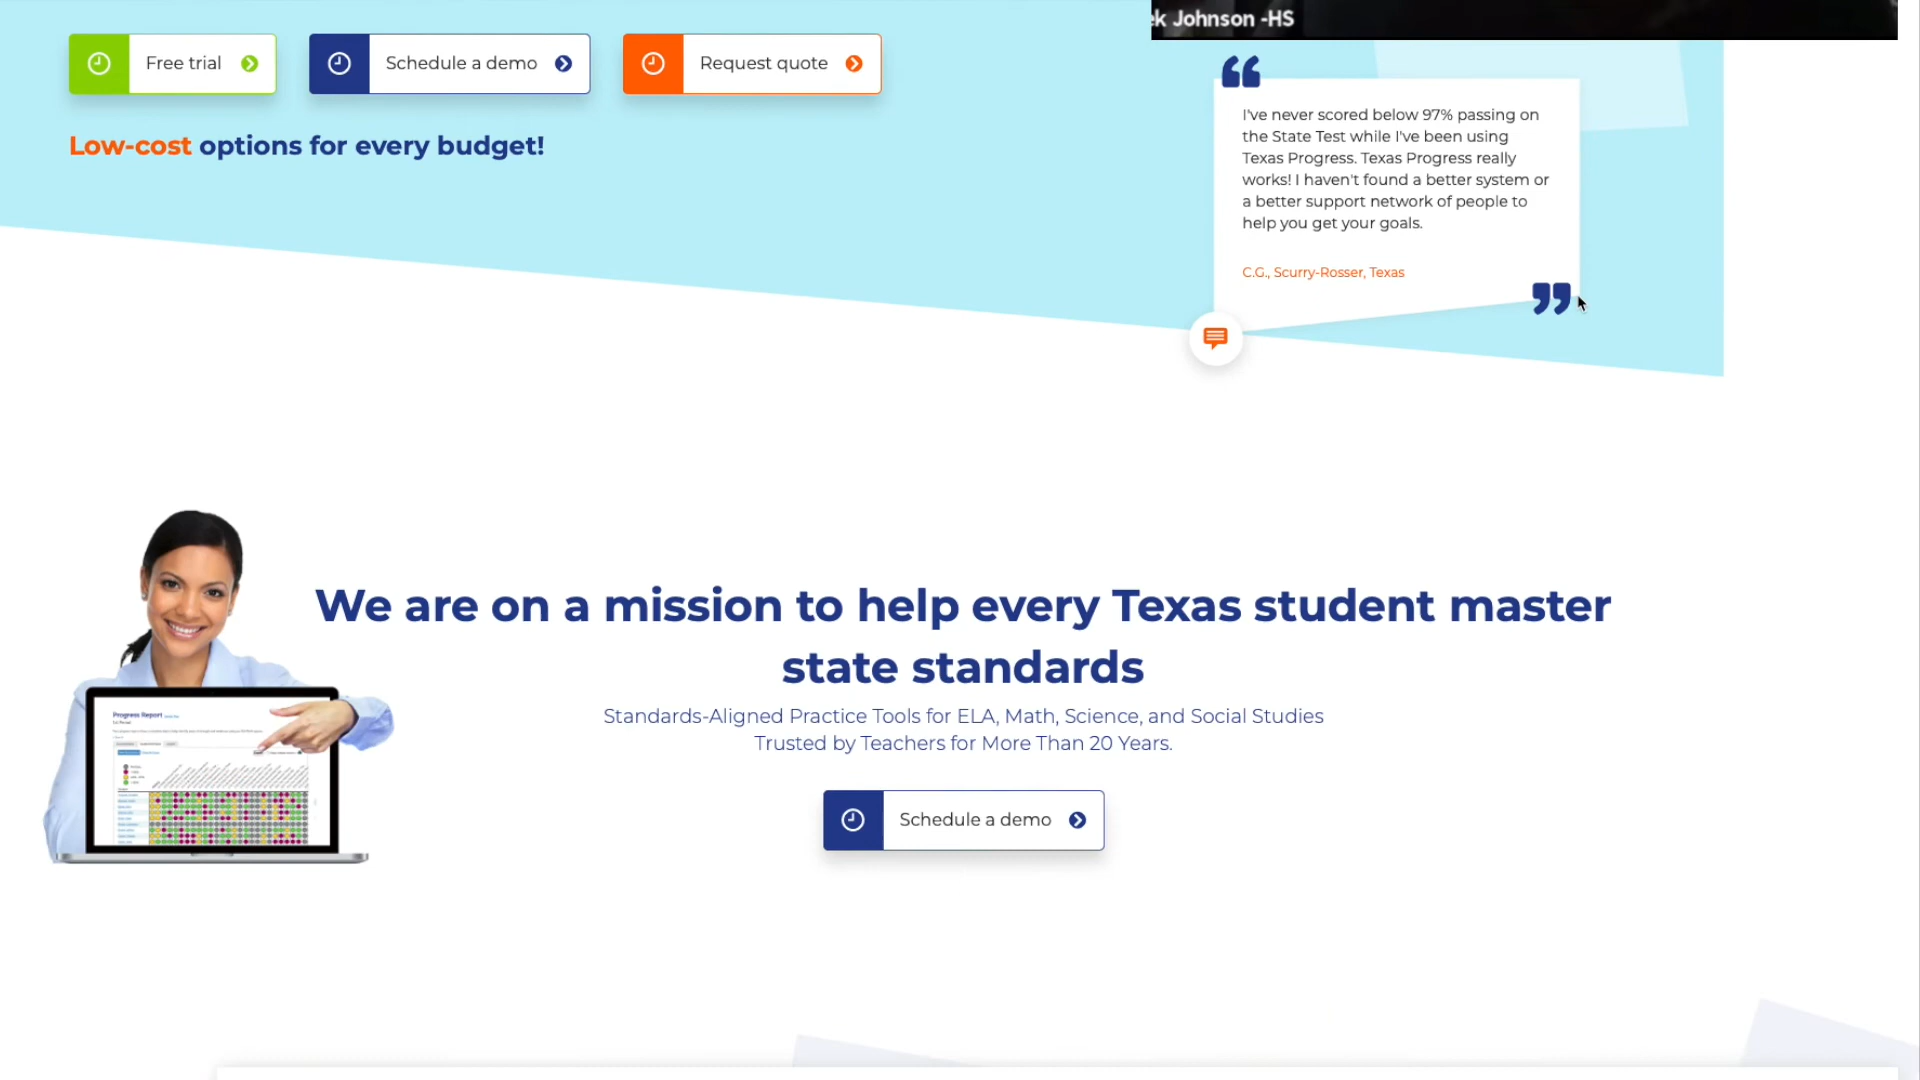 ek Johnson -HS
Free trial
Schedule a demo
Request quote
Low-cost options for every budget!
I've never scored below 97% passing on
the State Test while I've been using
Texas Progress. Texas Progress really
works! I haven't found a better system or
a better support network of people to
help you get your goals.
C.G., Scurry-Rosser, Texas
We are on a mission to help every Texas student master
state standards
Standards-Aligned Practice Tools for ELA, Math, Science, and Social Studies
Trusted by Teachers for More Than 20 Years.
Schedule a demo
Progress Report